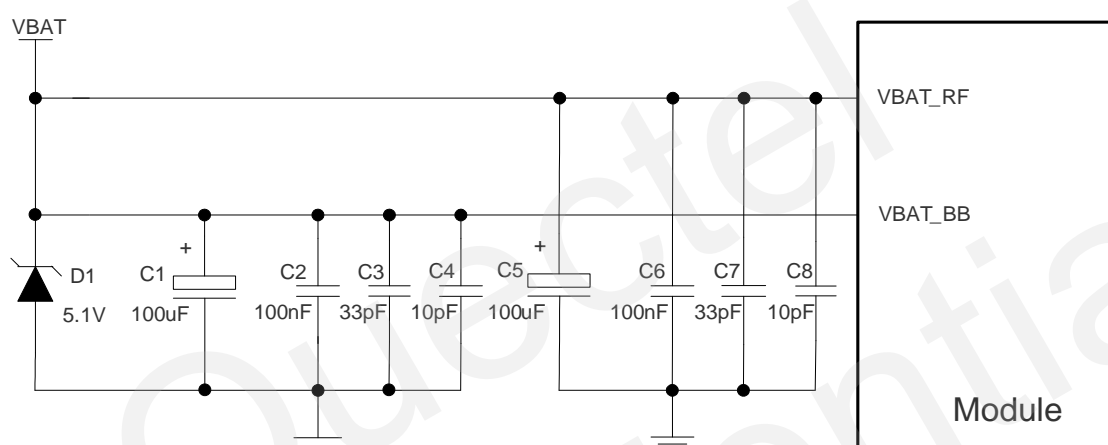 VBAT
VBAT_RF
VBAT_BB
+
D1
5.1V
C1
100uF
C2
100nF
C3
33pF
C4
10pF
+
C5
100uF
C6
100nF
C7
33pF
C8
10pF
Module
Quectel